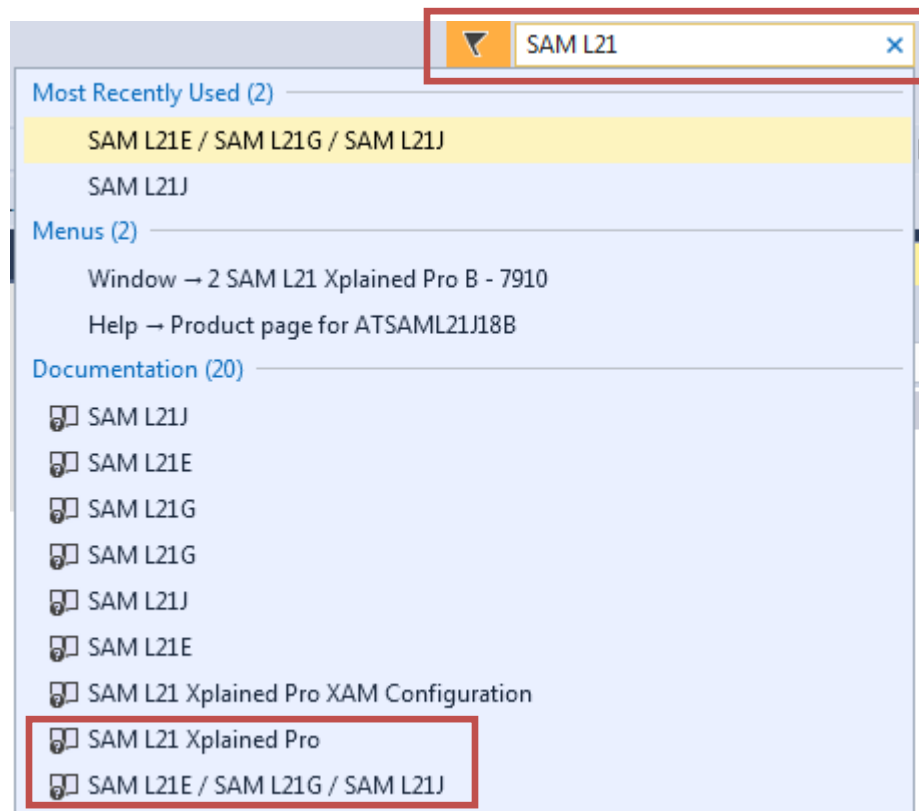 SAM L21
Most Recently Used (2)
SAM L21E / SAM L21G / SAM L21J
SAM L21J
Menus (2)
Window → 2 SAM L21 Xplained Pro B - 7910
Help → Product page for ATSAML21J18B
Documentation (20)
SAM L21J
SAM L21E
SAM L21G
SAM L21G
SAM L21J
SAM L21E
SAM L21 Xplained Pro XAM Configuration
SAM L21 Xplained Pro
SAM L21E / SAM L21G / SAM L21J